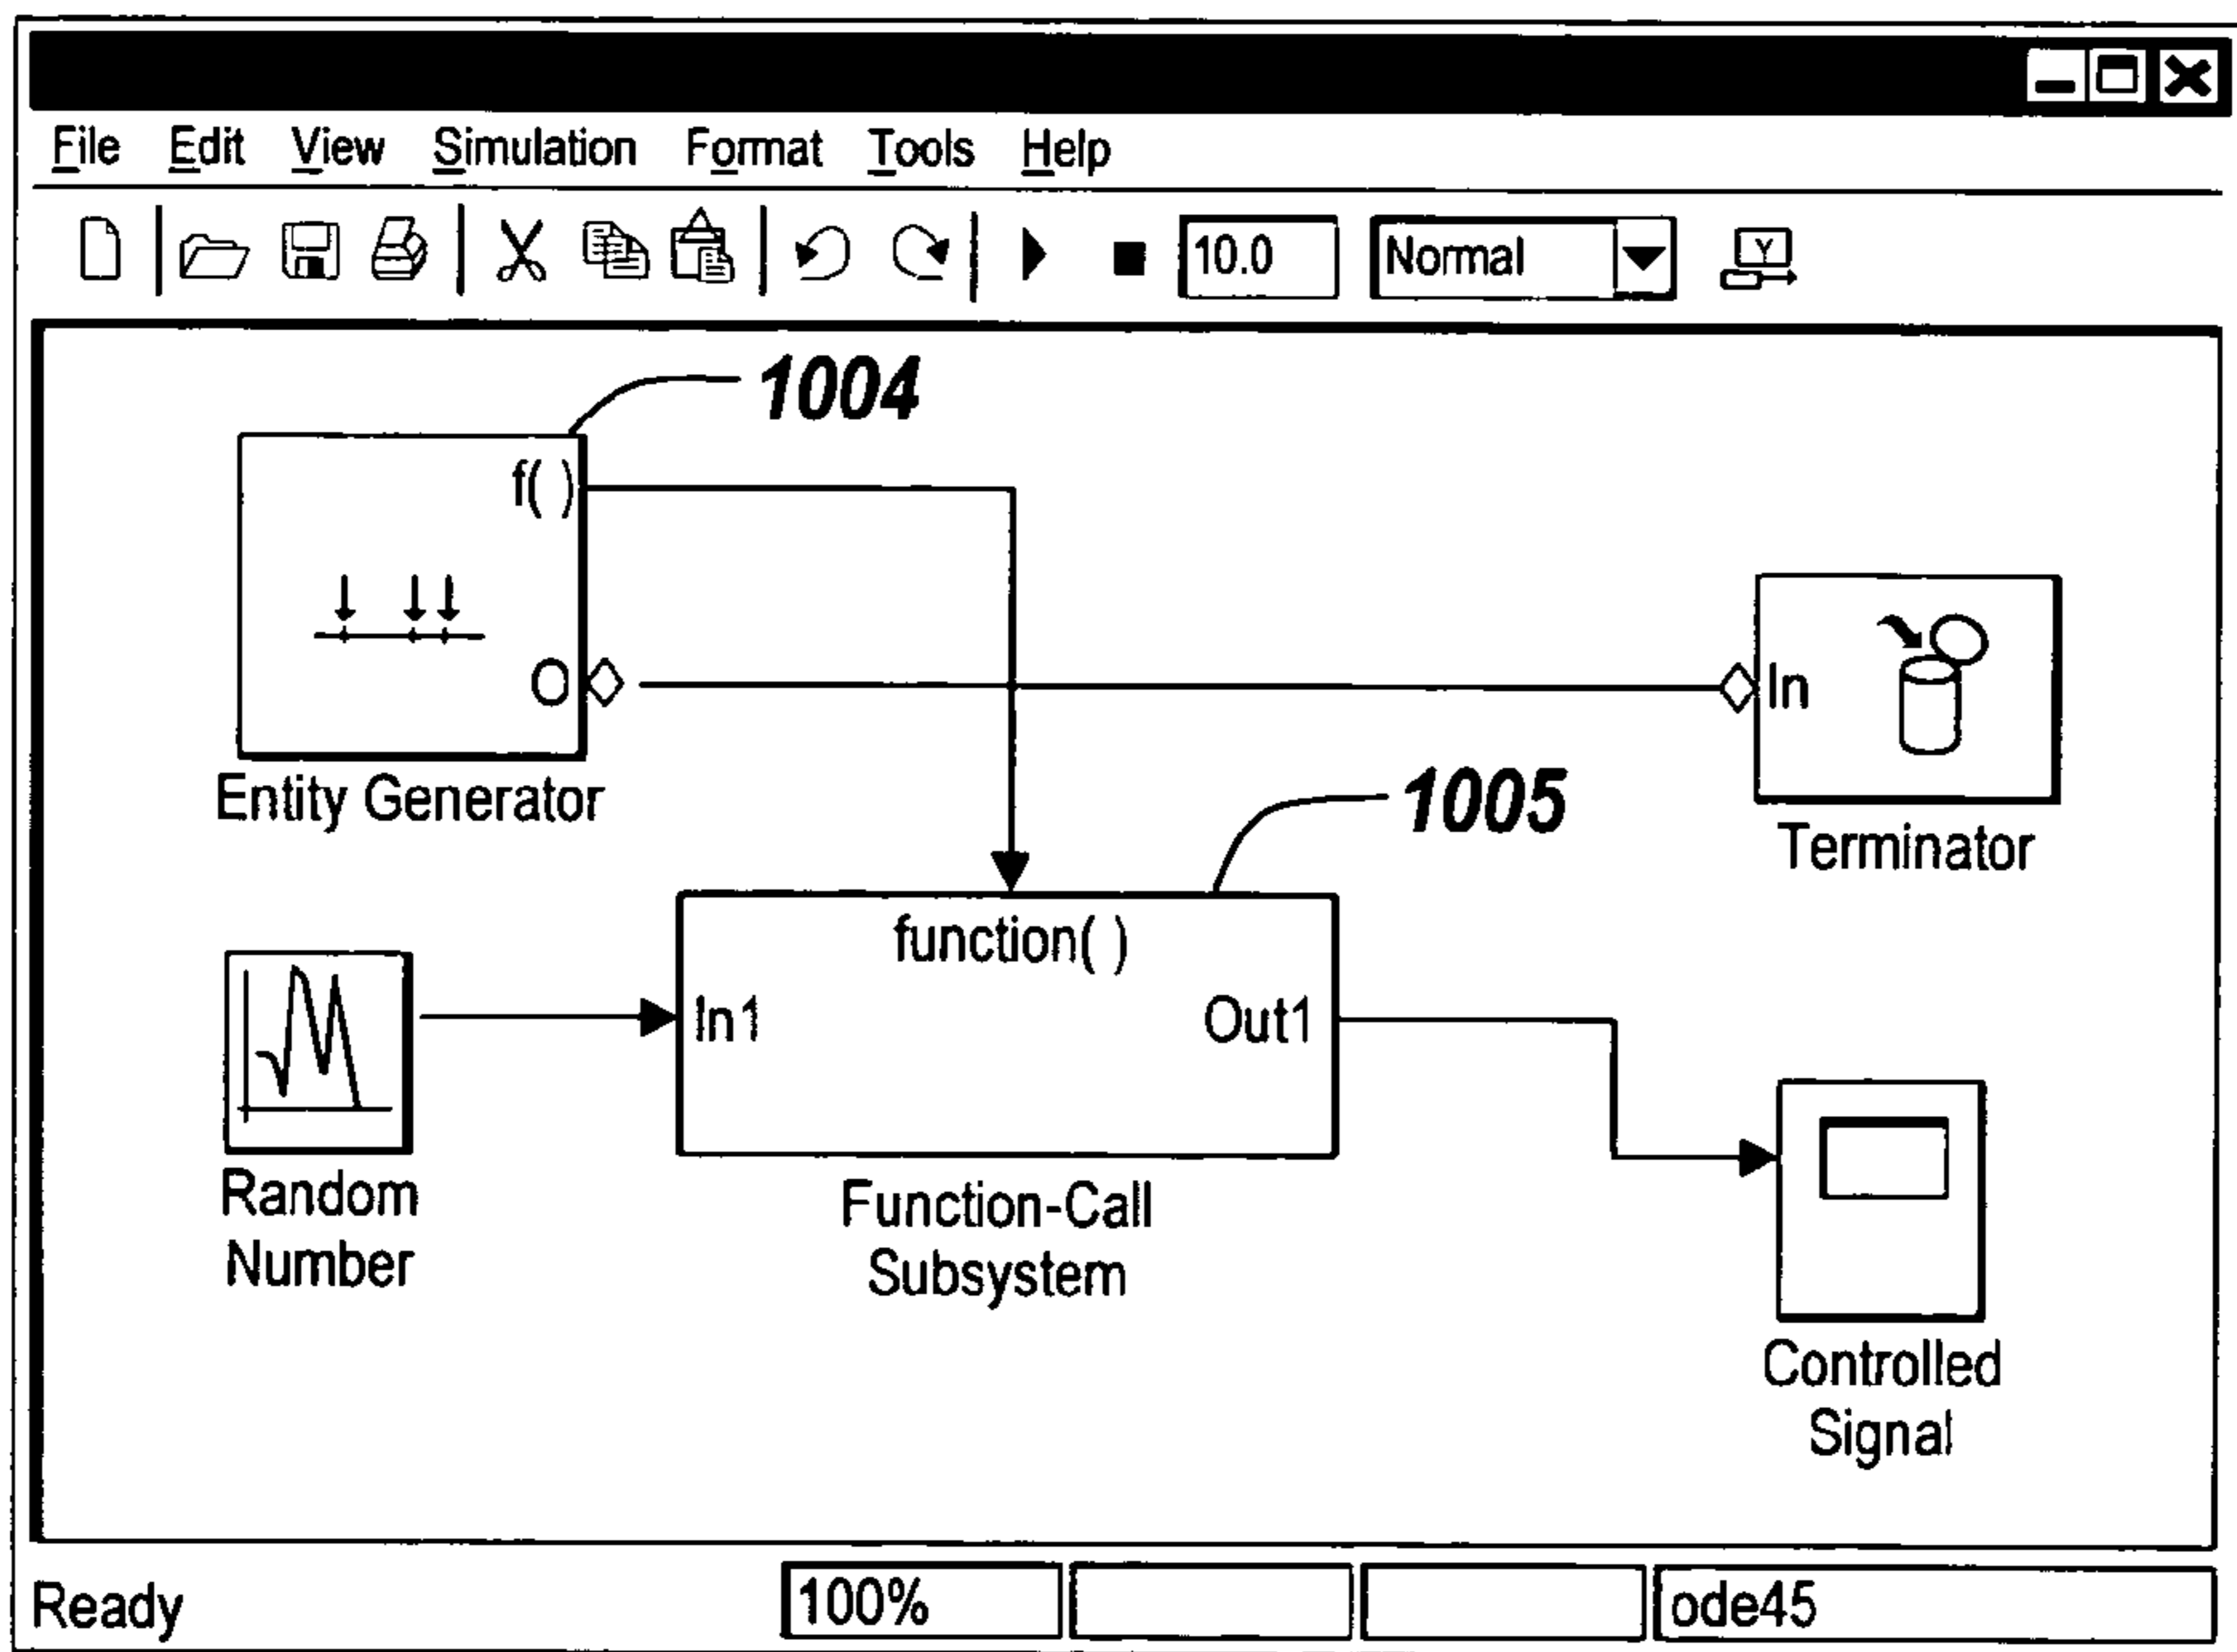 File Edit View Simulation Format Tools Help
10.0 Normal Y
1004
f( )
O
In
Entity Generator
1005
Terminator
function( )
In1 Out1
Random
Number
Function-Call
Subsystem
Controlled
Signal
Ready 100% ode45